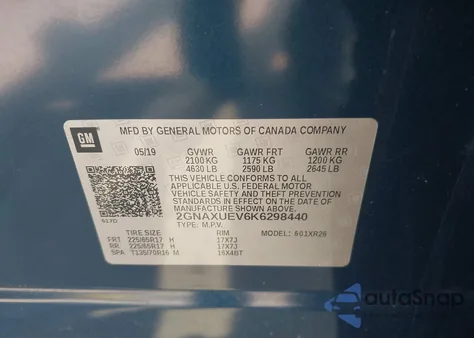 GM
MFD BY GENERAL MOTORS OF CANADA COMPANY
05/19 GVWR GAWR FRT GAWR RR
2100 KG 1175 KG 1200 KG
4630 LB 2590 LB 2645 LB
THIS VEHICLE CONFORMS TO ALL
APPLICABLE U.S. FEDERAL MOTOR
VEHICLE SAFETY AND THEFT
PREVENTION STANDARDS IN EFFECT
ON THE DATE OF MANUFACTURE
SHOWN ABOVE.
2GNAXUEV6K6298440
TYPE: M.P.V.
TIRE SIZE RIM MODEL:
FRT 225/65R17 H 17X7J
RR 225/65R17 H 17X7J
SPA T135/70R16 M 16X4BT
autoSnap